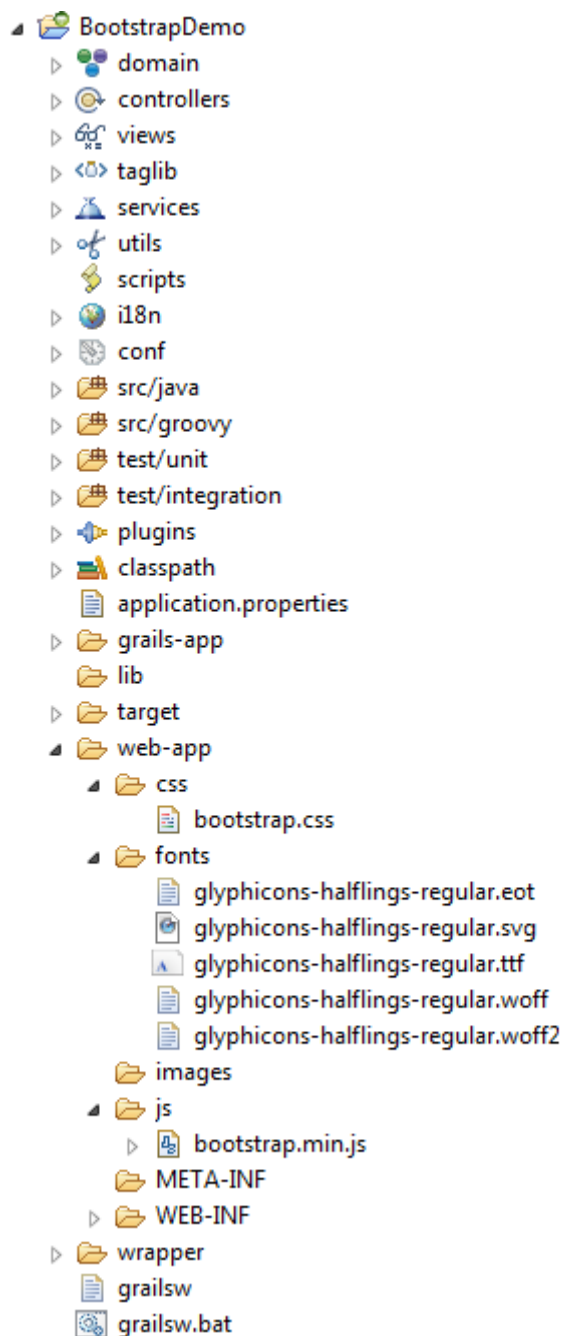 BootstrapDemo
domain
controllers
views
taglib
services
utils
scripts
i18n
conf
src/java
src/groovy
test/unit
test/integration
plugins
classpath
application.properties
grails-app
lib
target
web-app
css
bootstrap.css
fonts
glyphicons-halflings-regular.eot
glyphicons-halflings-regular.svg
glyphicons-halflings-regular.ttf
glyphicons-halflings-regular.woff
glyphicons-halflings-regular.woff2
images
js
bootstrap.min.js
META-INF
WEB-INF
wrapper
grailsw
grailsw.bat